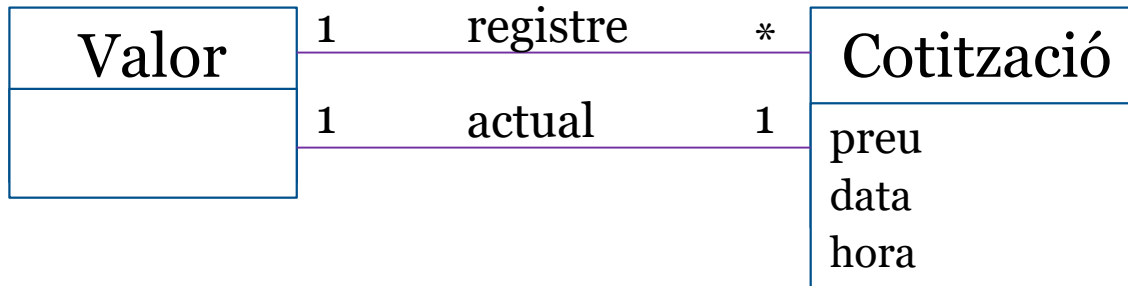 Valor
1 registre *
1 actual 1
Cotització
preu
data
hora